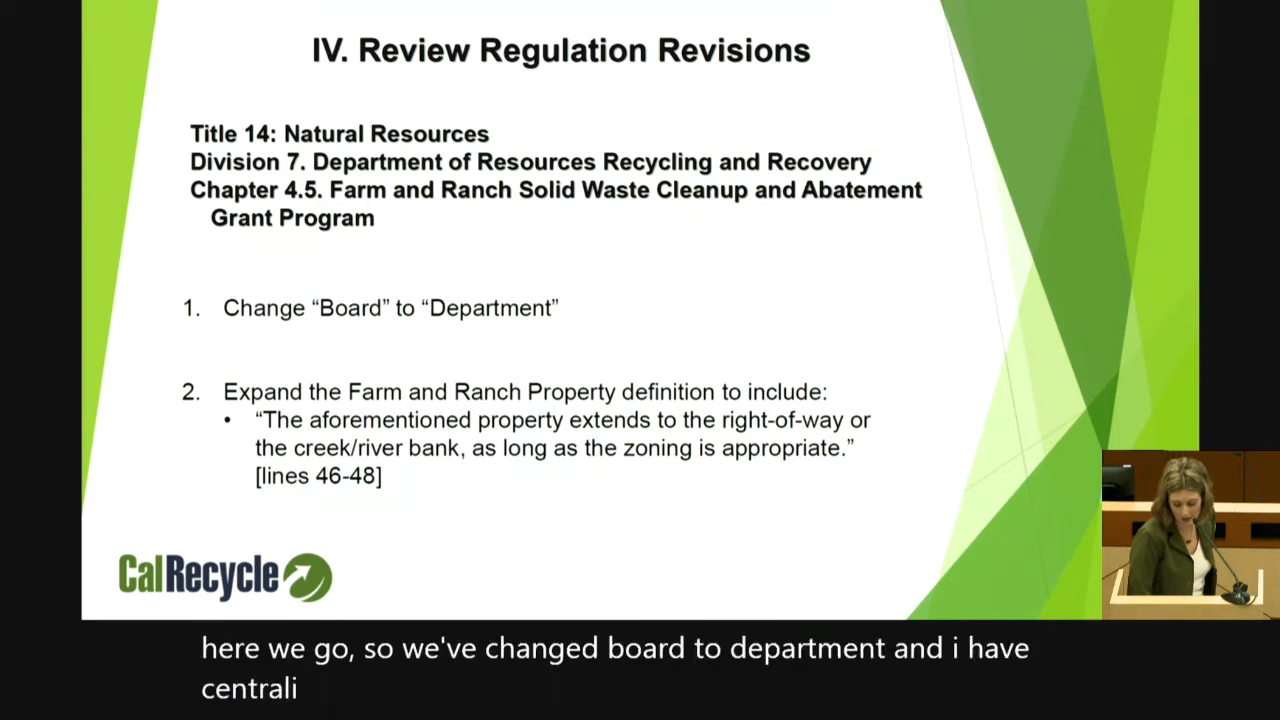 IV. Review Regulation Revisions
Title 14: Natural Resources
Division 7. Department of Resources Recycling and Recovery
Chapter 4.5. Farm and Ranch Solid Waste Cleanup and Abatement
Grant Program
1. Change “Board” to “Department”
2. Expand the Farm and Ranch Property definition to include:
• “The aforementioned property extends to the right-of-way or
the creek/river bank, as long as the zoning is appropriate.”
[lines 46-48]
CalRecycle
here we go, so we've changed board to department and i have
centrali